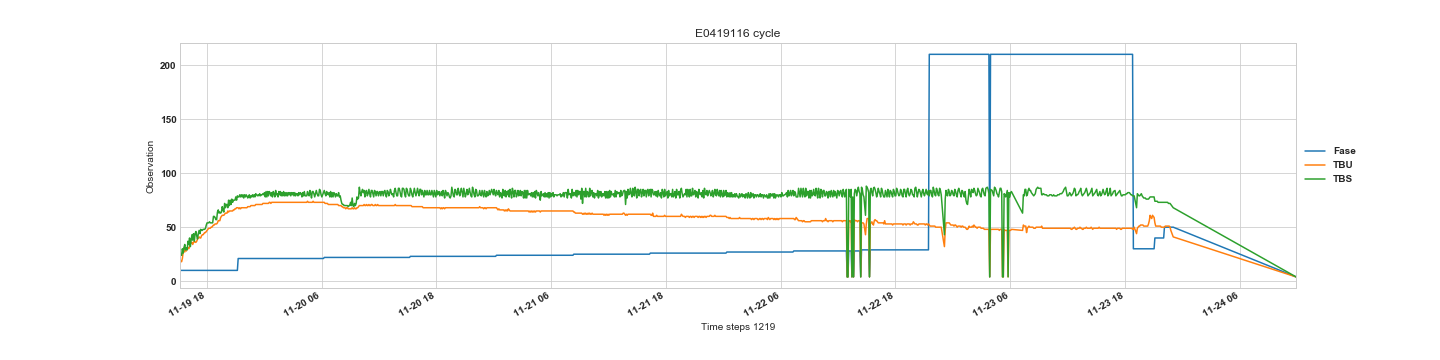 E0419116 cycle
Observation
200
150
100
50
0
11-19 18
11-20 06
11-20 18
11-21 06
11-21 18
11-22 06
11-22 18
11-23 06
11-23 18
11-24 06
Time steps 1219
Fase
TBU
TBS